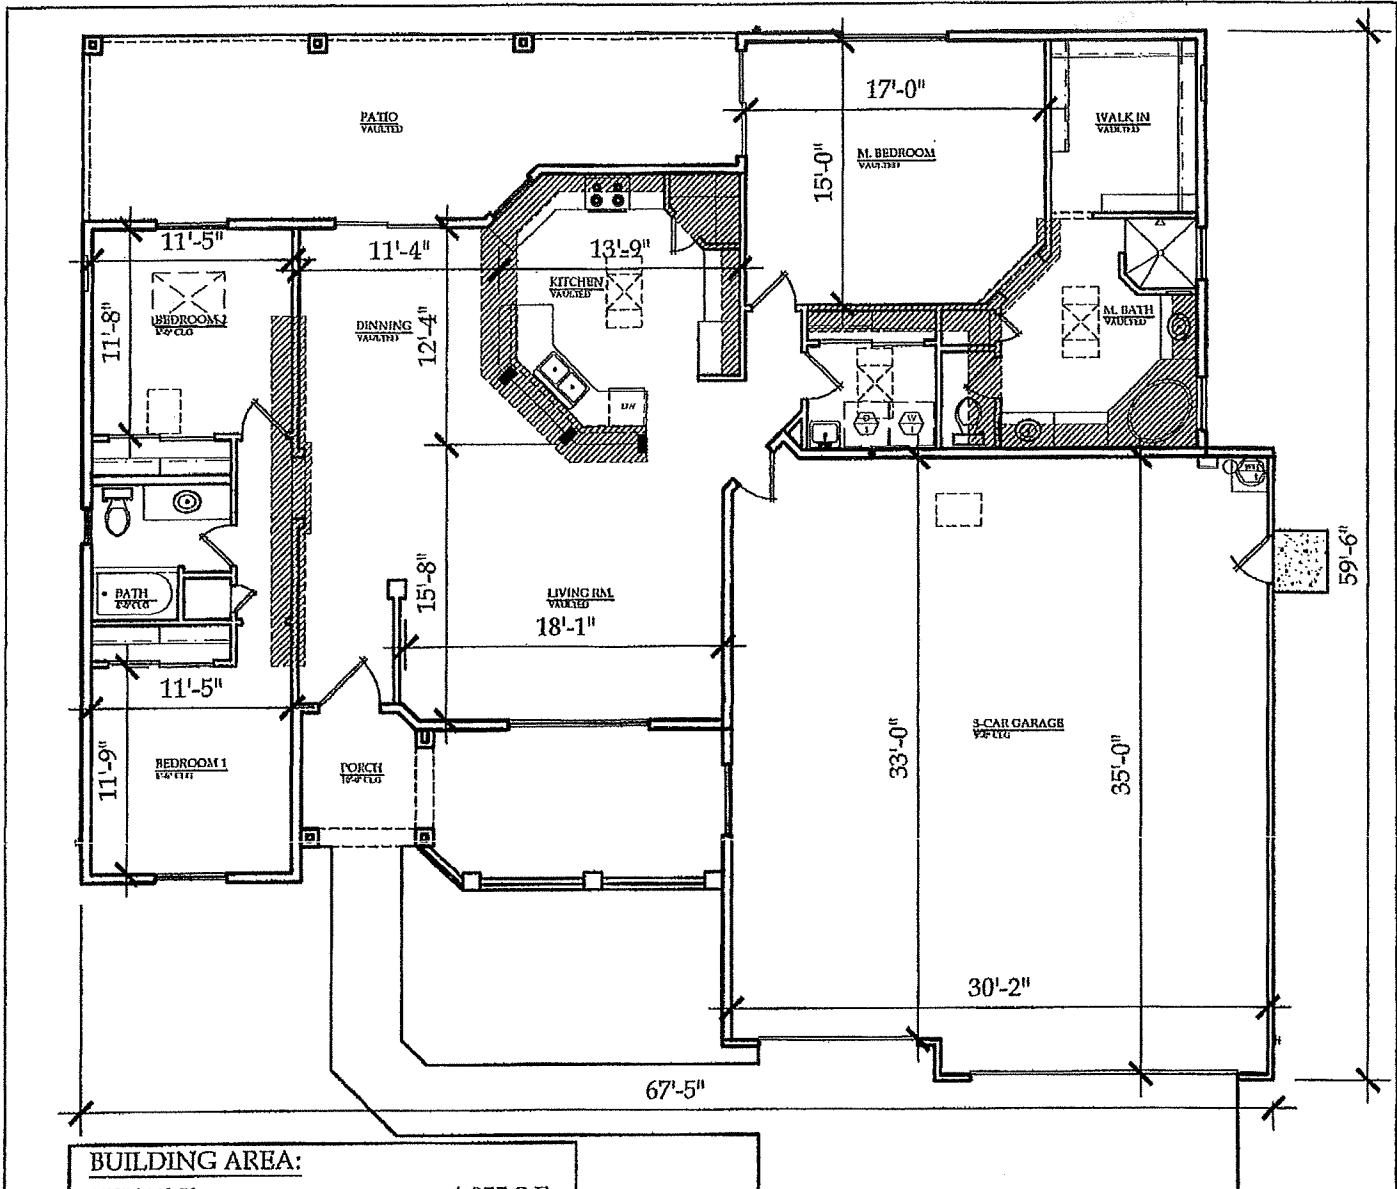 17'-0"
PATIO
VAULTED
WALK IN
VAULTED
M. BEDROOM
VAULTED
15'-0"
11'-5"
11'-4"
13'-9"
KITCHEN
VAULTED
BEDROOM 2
11'-8"
DINNING
VAULTED
12'-4"
M. BATH
VAULTED
D
W
59'-6"
BATH
15'-8"
LIVING RM.
VAULTED
18'-1"
11'-5"
3-CAR GARAGE
33'-0"
35'-0"
11'-9"
BEDROOM 1
PORCH
30'-2"
67'-5"
BUILDING AREA: